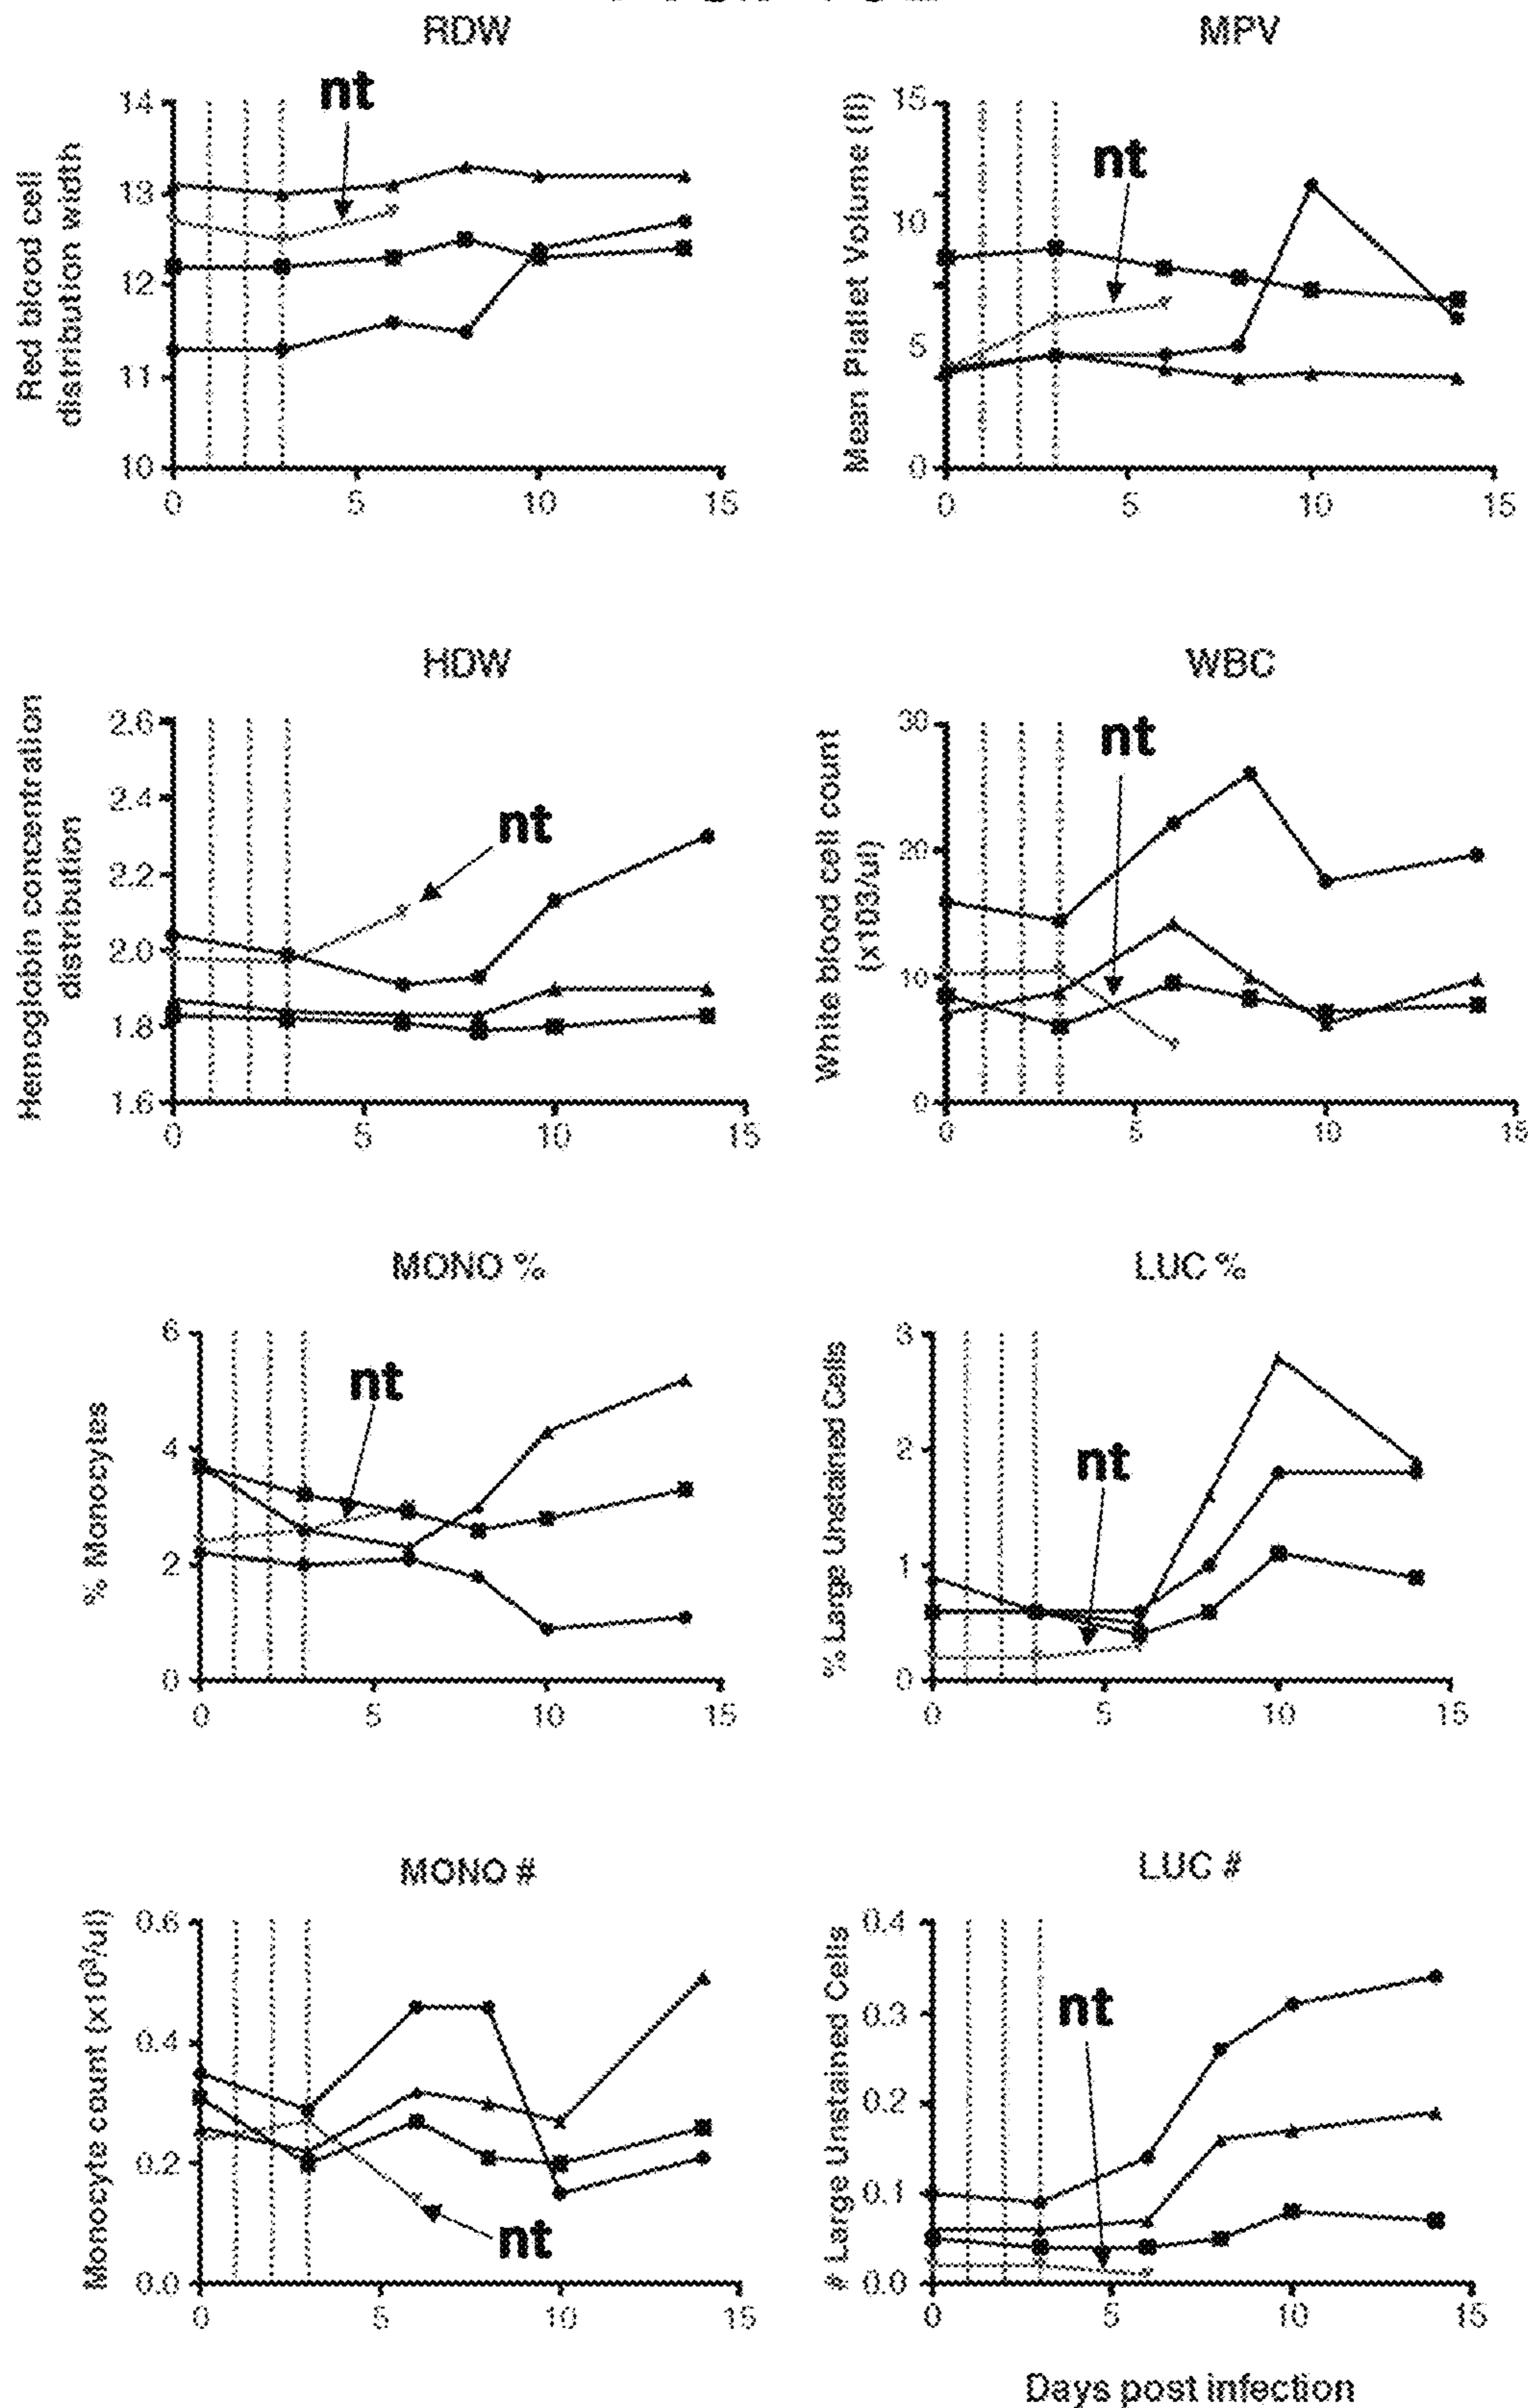 RDW
nt
Red blood cell
distribution width
14
13
12
11
10
0 5 10 15
MPV
nt
Mean Platlet Volume (fl)
15
10
5
0
0 5 10 15
HDW
nt
Hemoglobin concentration
distribution
2.6
2.4
2.2
2.0
1.8
1.6
0 5 10 15
WBC
nt
White blood cell count
(x103/ul)
30
20
10
0
0 5 10 15
MONO %
nt
% Monocytes
6
4
2
0
0 5 10 15
LUC %
nt
% Large Unstained Cells
3
2
1
0
0 5 10 15
MONO #
nt
Monocyte count (x10³/ul)
0.6
0.4
0.2
0.0
0 5 10 15
LUC #
nt
# Large Unstained Cells
0.4
0.3
0.2
0.1
0.0
0 5 10 15
Days post infection